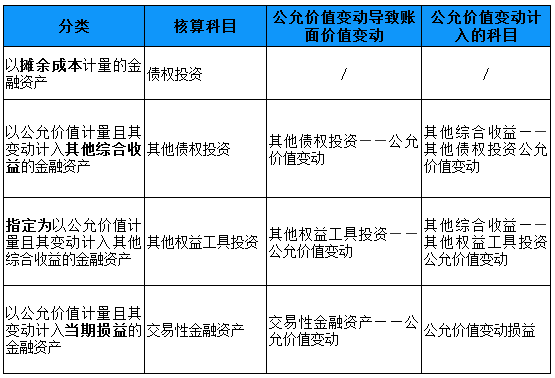 分类
核算科目
公允价值变动导致账
面价值变动
公允价值变动计
入的科目
以摊余成本计量的金
融资产
债权投资
/
/
以公允价值计量且其
变动计入其他综合收
益的金融资产
其他债权投资
其他债权投资——公允
价值变动
其他综合收益——
其他债权投资公允
价值变动
指定为以公允价值计
量且其变动计入其他
综合收益的金融资产
其他权益工具投资
其他权益工具投资——
公允价值变动
其他综合收益——
其他权益工具投资
公允价值变动
以公允价值计量且其
变动计入当期损益的
金融资产
交易性金融资产
交易性金融资产——公
允价值变动
公允价值变动损益